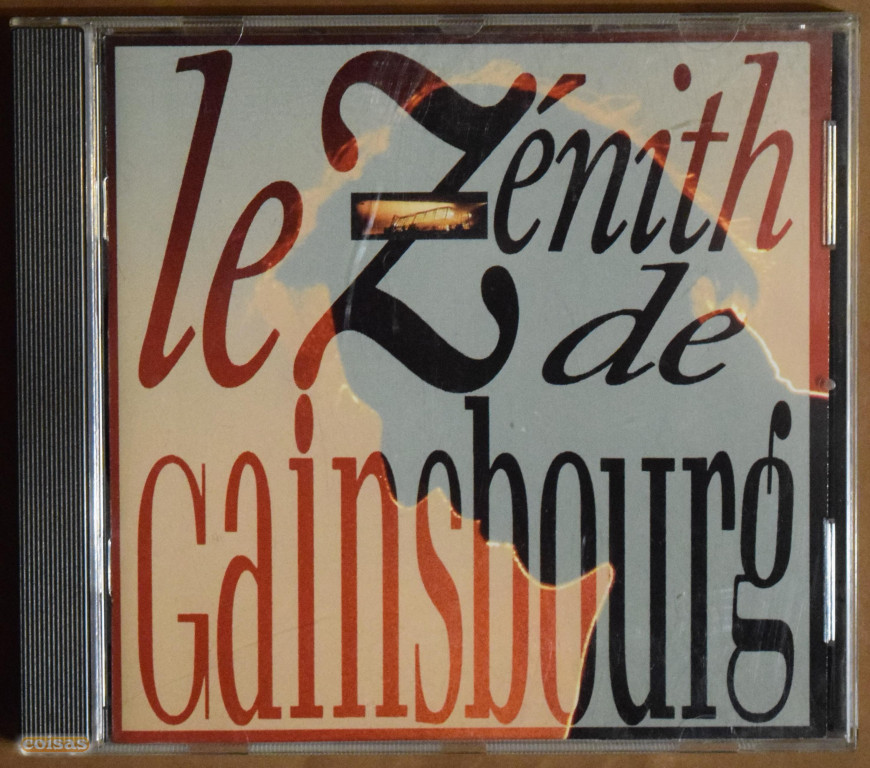 le Zénith
de
Gainsbourg
coisas